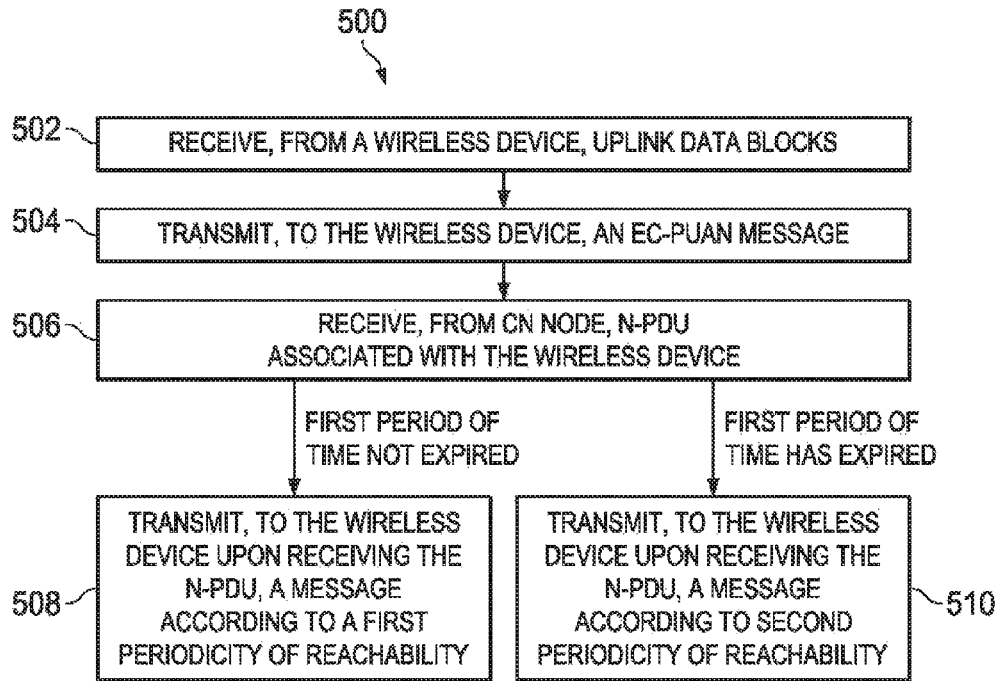 500
502
RECEIVE, FROM A WIRELESS DEVICE, UPLINK DATA BLOCKS
504
TRANSMIT, TO THE WIRELESS DEVICE, AN EC-PUAN MESSAGE
506
RECEIVE, FROM CN NODE, N-PDU
ASSOCIATED WITH THE WIRELESS DEVICE
FIRST PERIOD OF
TIME NOT EXPIRED
FIRST PERIOD OF
TIME HAS EXPIRED
508
TRANSMIT, TO THE WIRELESS
DEVICE UPON RECEIVING THE
N-PDU, A MESSAGE
ACCORDING TO A FIRST
PERIODICITY OF REACHABILITY
TRANSMIT, TO THE WIRELESS
DEVICE UPON RECEIVING THE
N-PDU, A MESSAGE
ACCORDING TO SECOND
PERIODICITY OF REACHABILITY
510